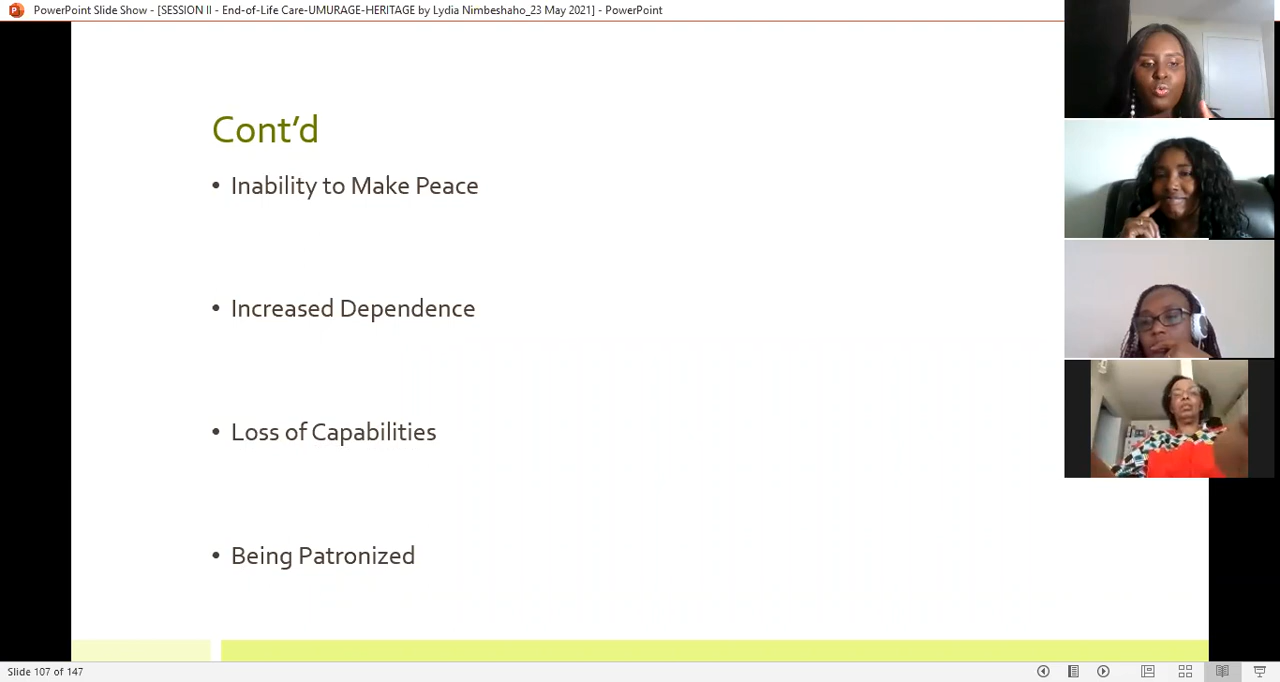 PowerPoint Slide Show - [SESSION II - End-of-Life Care-UMURAGE-HERITAGE by Lydia Nimbeshaho_23 May 2021] - PowerPoint
Cont’d
• Inability to Make Peace
• Increased Dependence
• Loss of Capabilities
• Being Patronized
Slide 107 of 147